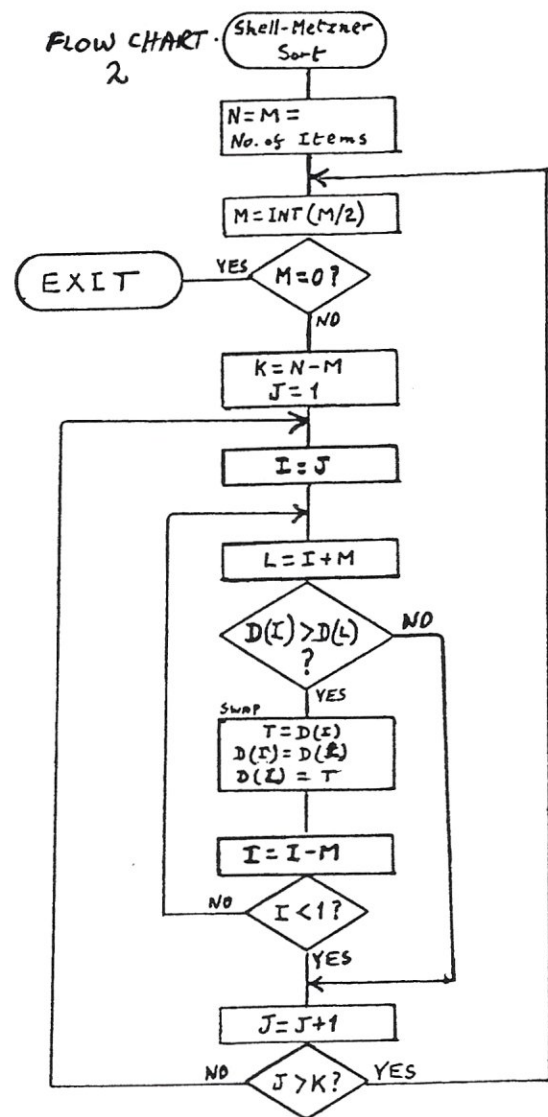 FLOW CHART.
2
Shell-Metzner
Sort
N=M=
No. of Items
M=INT(M/2)
M=0?
YES
EXIT
NO
K=N-M
J=1
I=J
L=I+M
D(I)>D(L)
?
NO
YES
SWAP
T=D(I)
D(I)=D(L)
D(L)=T
I=I-M
I<1?
NO
YES
J=J+1
J>K?
NO
YES